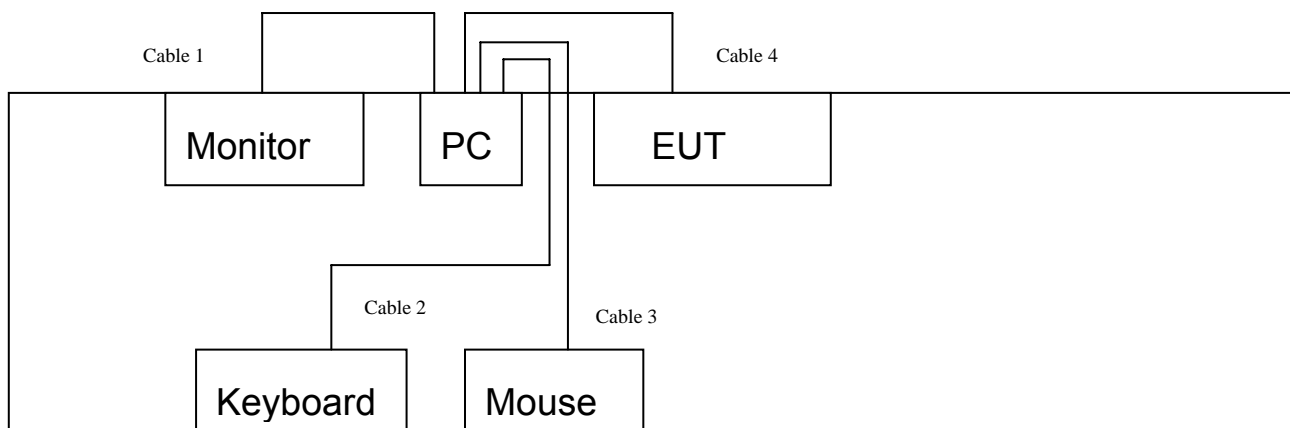 Cable 1
Cable 4
Monitor
PC
EUT
Cable 2
Cable 3
Keyboard
Mouse